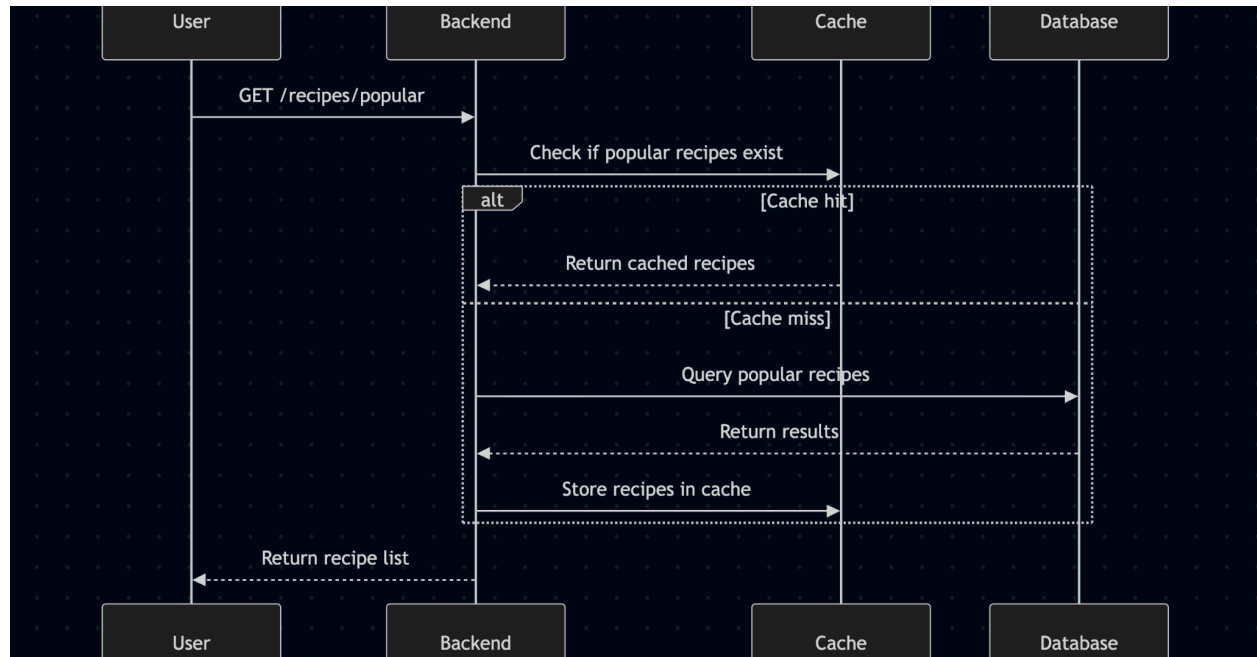 User Backend Cache Database
GET /recipes/popular
Check if popular recipes exist
alt [Cache hit]
Return cached recipes
[Cache miss]
Query popular recipes
Return results
Store recipes in cache
Return recipe list
User Backend Cache Database